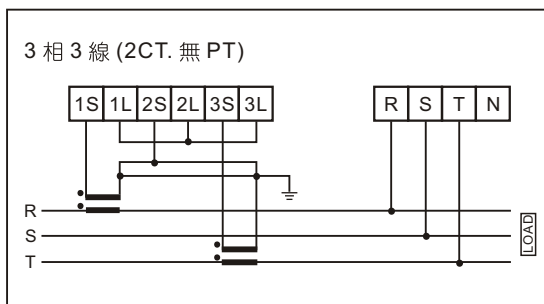 3 相 3 線 (2CT. 無 PT)
1S 1L 2S 2L 3S 3L
R S T N
R
S
T
LOAD